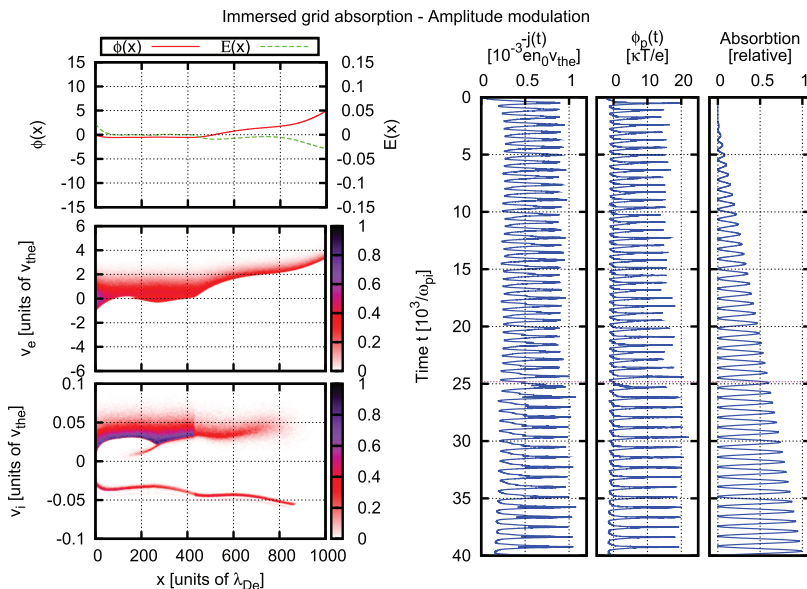 Immersed grid absorption - Amplitude modulation
ϕ(x) E(x)
15 0.15
10 0.1
5 0.05
0 0
-5 -0.05
-10 -0.1
-15 -0.15
ϕ(x)
E(x)
6 1
4 0.8
2 0.6
0 0.4
-2 0.2
-4 0
-6
v_e [units of v_the]
0.1 1
0.05 0.8
0 0.6
-0.05 0.4
-0.1 0.2
0
v_i [units of v_the]
0 200 400 600 800 1000
x [units of λ_De]
-j(t)
[10^-3 en_0 v_the]
0 0.5 1
ϕ_p(t)
[κT/e]
0 10 20
Absorbtion
[relative]
0 0.5 1
0
5
10
15
20
25
30
35
40
Time t [10^3/ω_pi]